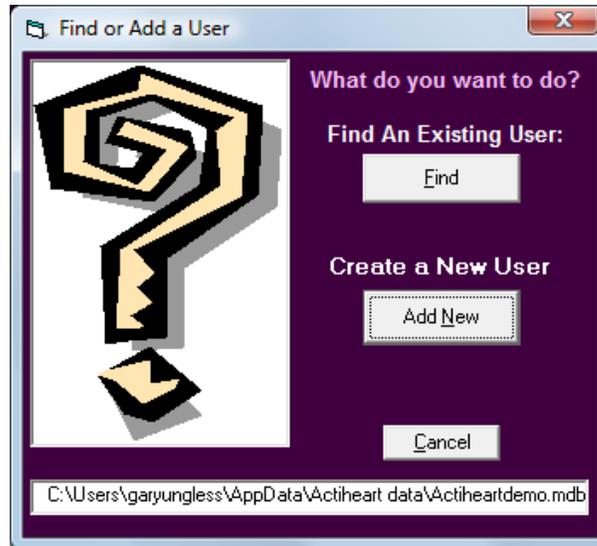 Find or Add a User
What do you want to do?
Find An Existing User:
Find
Create a New User
Add New
Cancel
C:\Users\garyungless\AppData\Actiheart data\Actiheartdemo.mdb